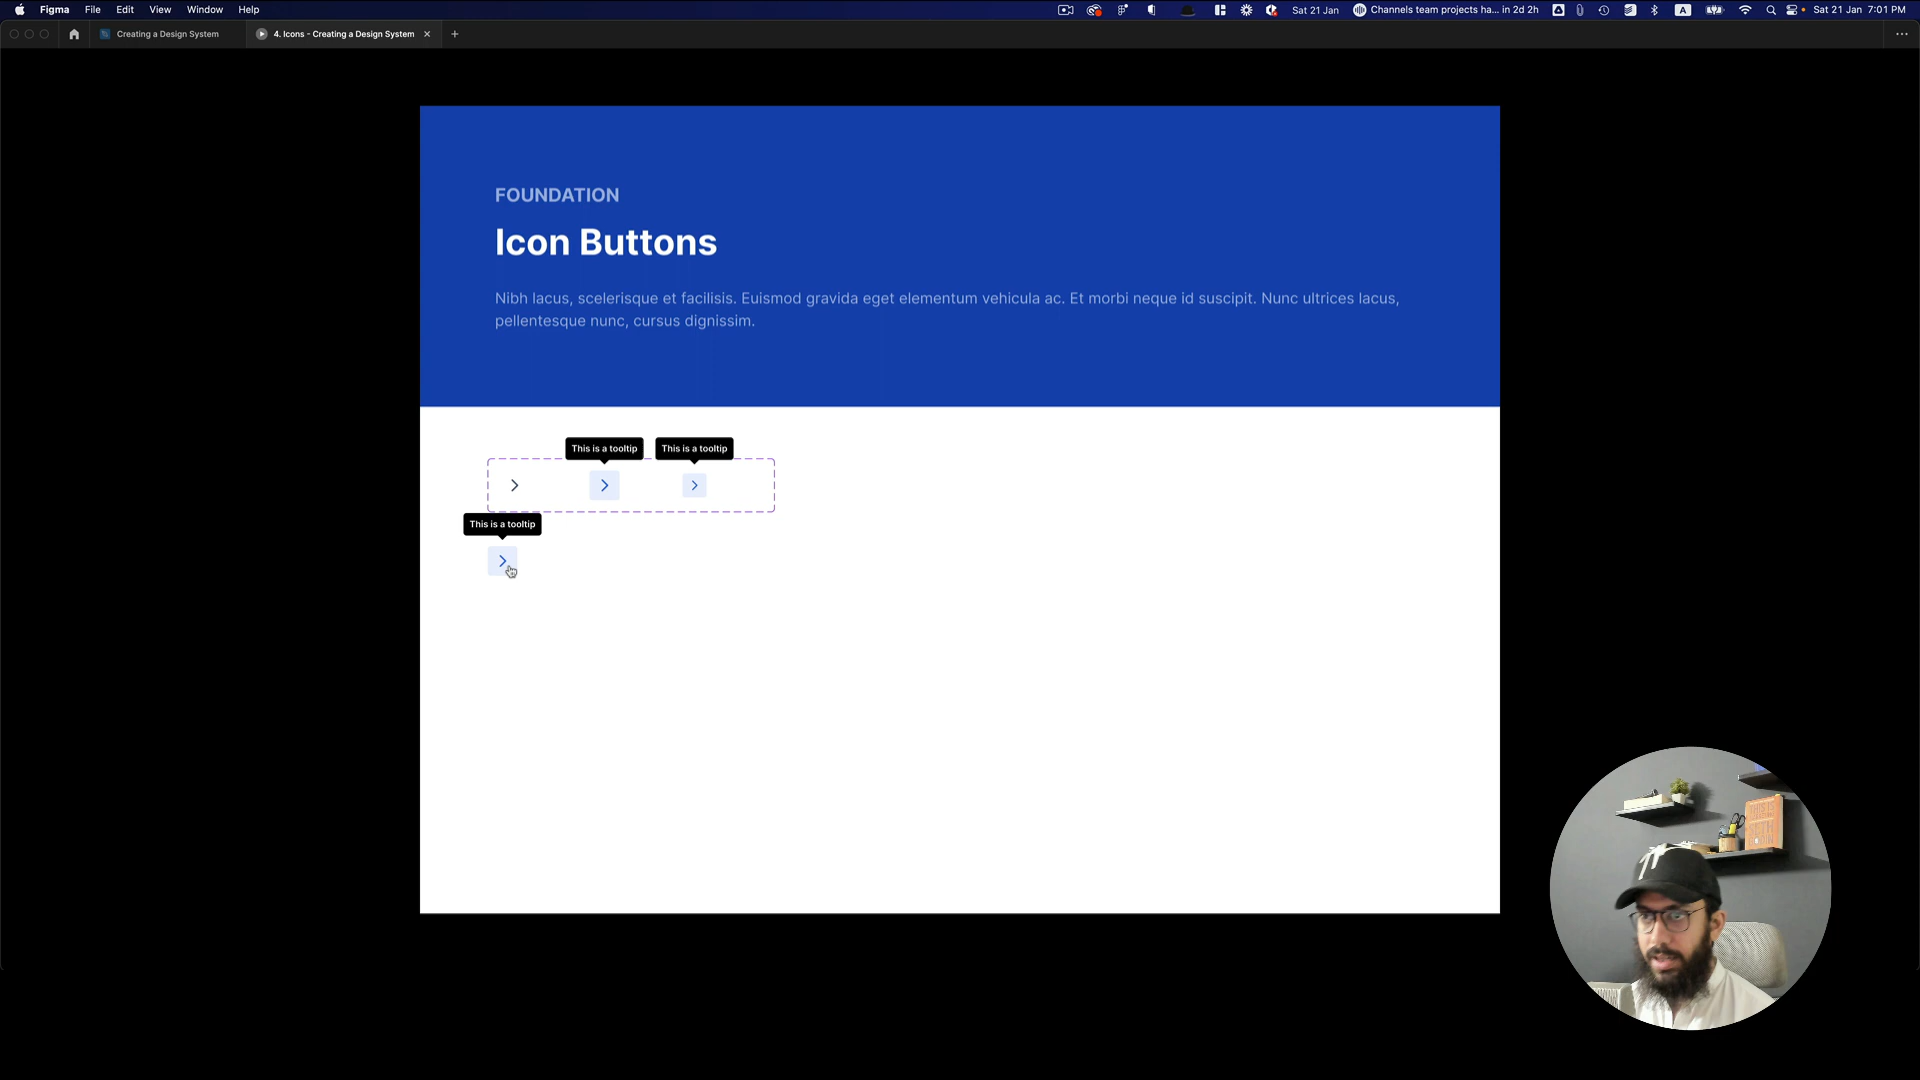 Figma File Edit View Window Help Sat 21 Jan Channels team projects ha... in 2d 2h A Sat 21 Jan 7:01 PM
Creating a Design System 4. Icons - Creating a Design System
FOUNDATION
Icon Buttons
Nibh lacus, scelerisque et facilisis. Euismod gravida eget elementum vehicula ac. Et morbi neque id suscipit. Nunc ultrices lacus,
pellentesque nunc, cursus dignissim.
This is a tooltip This is a tooltip
This is a tooltip